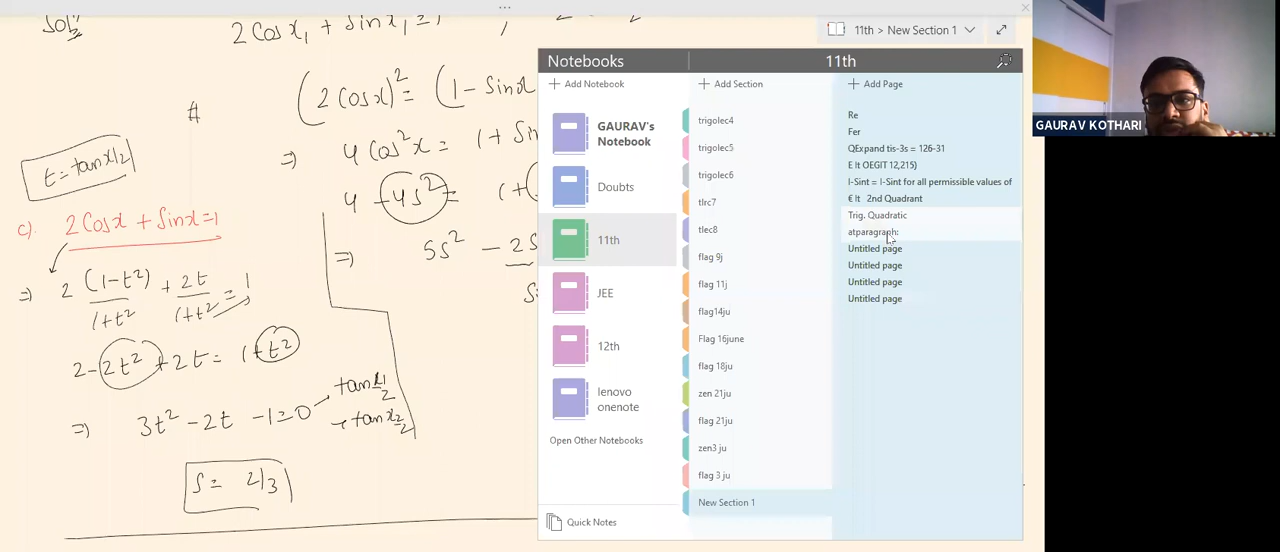 Sol
2 Cos x₁ + Sin x₁ = 1 ,
#
(2 Cos x)² = (1 - Sin x
⇒ 4 Cos² x = 1 + Sin
4 - 4s² = 1 +
⇒ 5s² - 2s
t = tan x/2
c). 2 Cos x + Sin x = 1
⇒ 2 (1-t²)/1+t² + 2t/1+t² = 1
2 - 2t² + 2t = 1 + t²
⇒ 3t² - 2t - 1 = 0 → tan x₁/2
→ tan x₂/2
S = 2/3
11th > New Section 1
Notebooks
11th
+ Add Notebook
+ Add Section
+ Add Page
GAURAV's
Notebook
Doubts
11th
JEE
12th
lenovo
onenote
Open Other Notebooks
Quick Notes
trigolec4
trigolec5
trigolec6
tlrc7
tlec8
flag 9j
flag 11j
flag14ju
Flag 16june
flag 18ju
zen 21ju
flag 21ju
zen3 ju
flag 3 ju
New Section 1
Re
Fer
QExpand tis-3s = 126-31
E It OEGIT 12,215)
I-Sint = I-Sint for all permissible values of
€ It 2nd Quadrant
Trig. Quadratic
atparagraph:
Untitled page
Untitled page
Untitled page
Untitled page
GAURAV KOTHARI